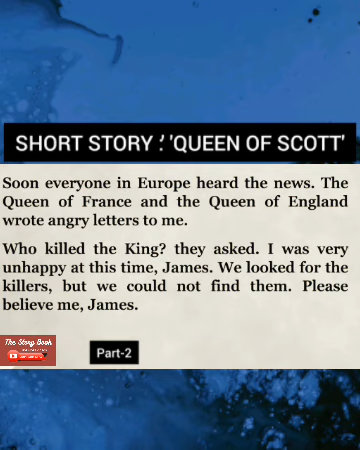 SHORT STORY : 'QUEEN OF SCOTT'
Soon everyone in Europe heard the news. The
Queen of France and the Queen of England
wrote angry letters to me.
Who killed the King? they asked. I was very
unhappy at this time, James. We looked for the
killers, but we could not find them. Please
believe me, James.
The Story Book
Part-2